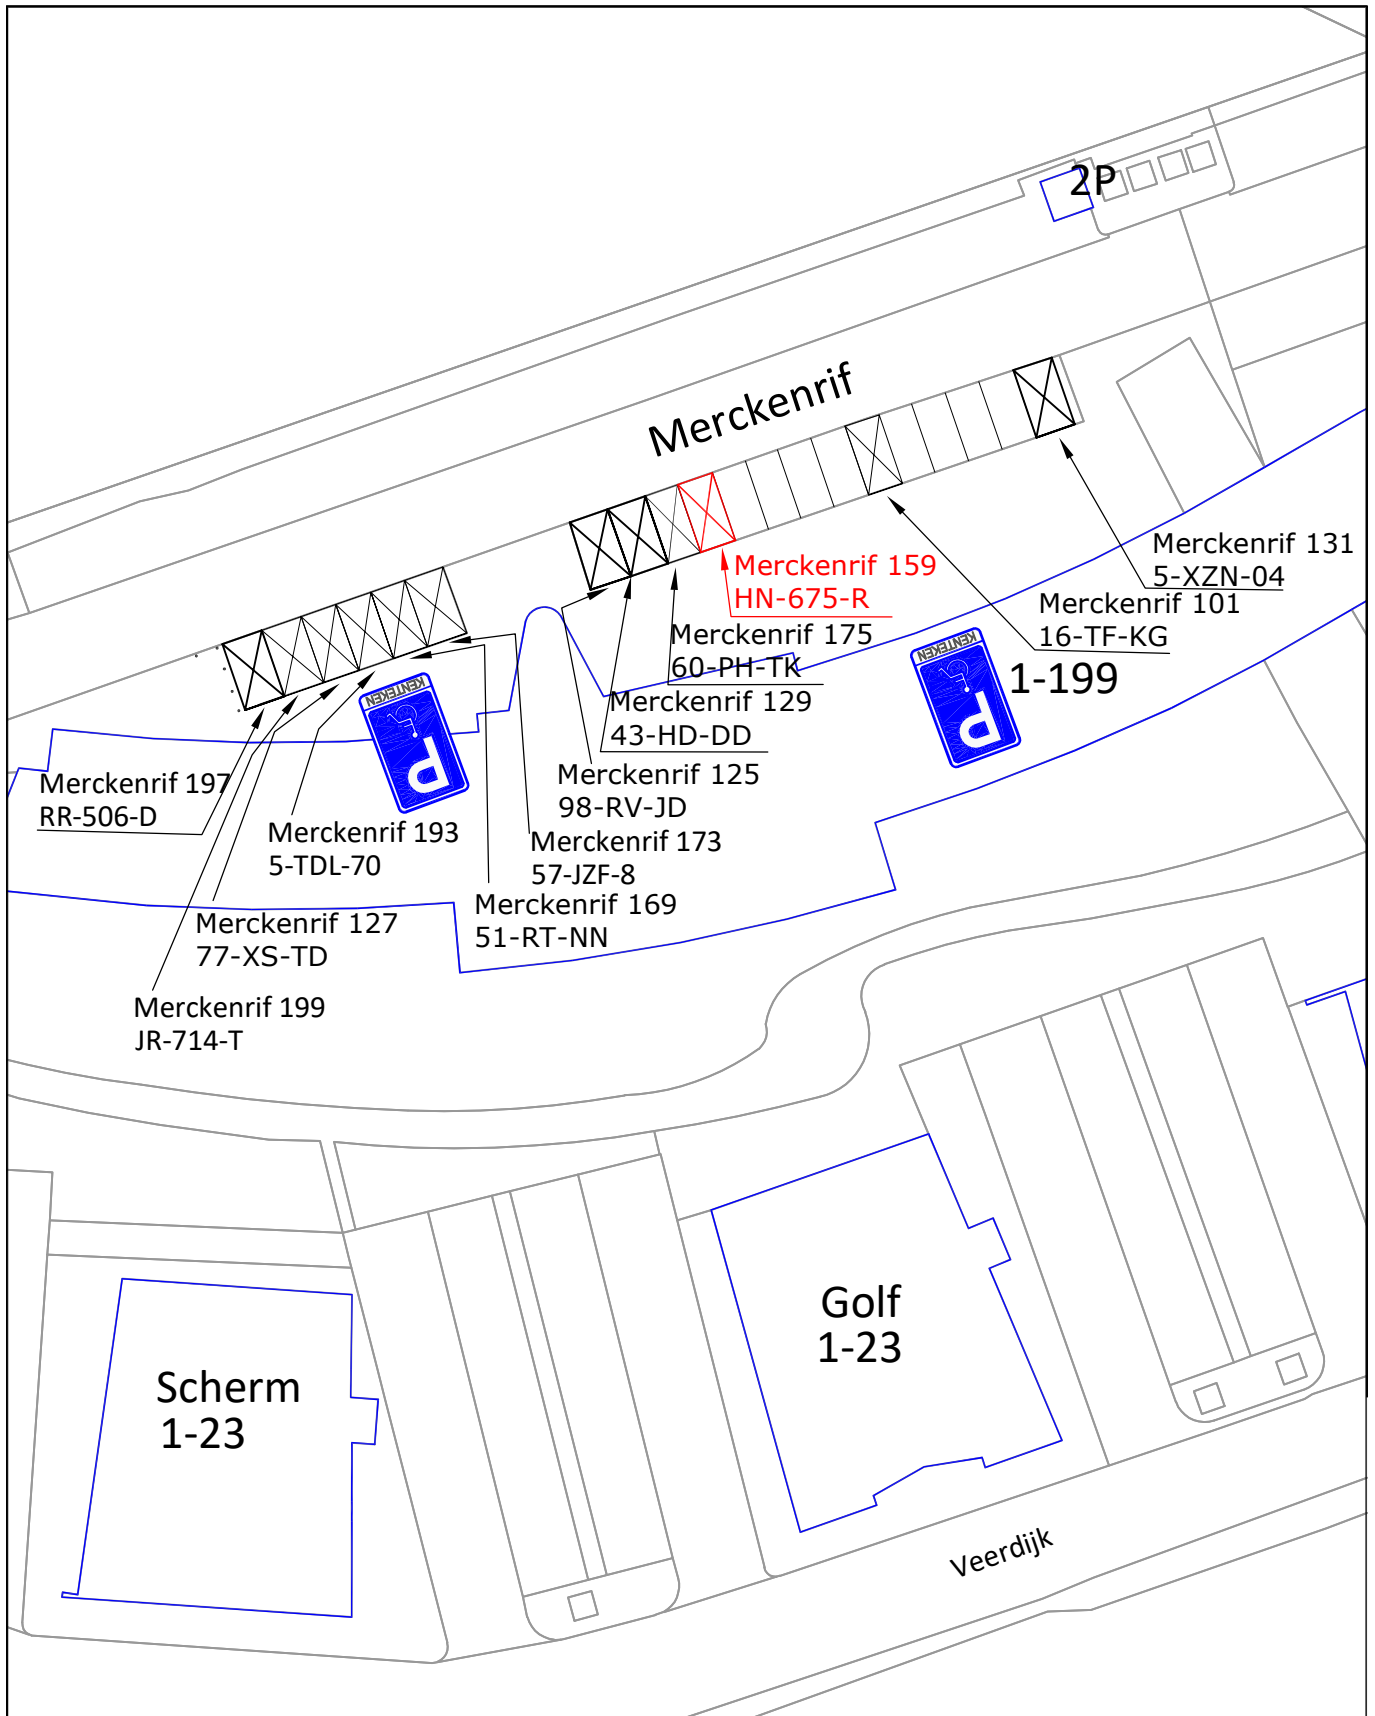 2P
Merckenrif
Merckenrif 131
5-XZN-04
Merckenrif 159
HN-675-R
Merckenrif 101
16-TF-KG
Merckenrif 175
60-PH-TK
1-199
KENTEKEN
P
Merckenrif 129
43-HD-DD
KENTEKEN
P
Merckenrif 125
98-RV-JD
Merckenrif 197
RR-506-D
Merckenrif 193
5-TDL-70
Merckenrif 173
57-JZF-8
Merckenrif 169
51-RT-NN
Merckenrif 127
77-XS-TD
Merckenrif 199
JR-714-T
Golf
1-23
Scherm
1-23
Veerdijk